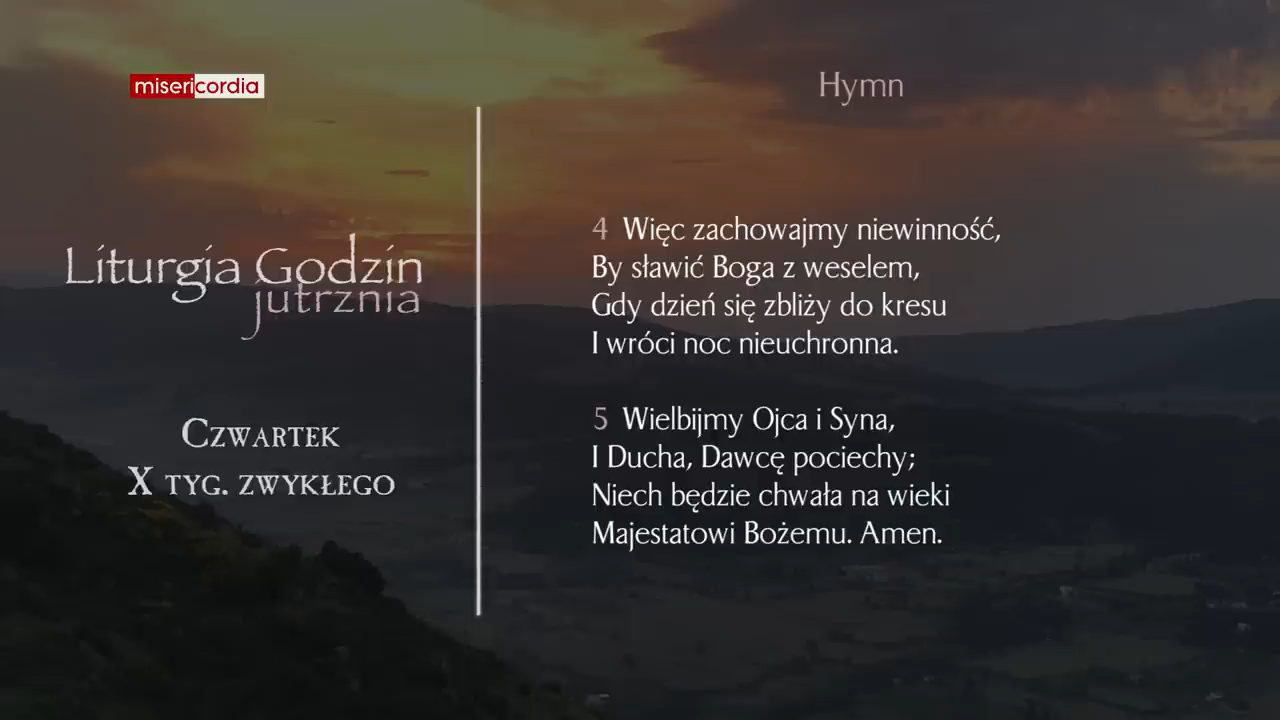 misericordia
Liturgia Godzin
jutrznia
Czwartek
X tyg. zwykłego
Hymn
4 Więc zachowajmy niewinność,
By sławić Boga z weselem,
Gdy dzień się zbliży do kresu
I wróci noc nieuchronna.
5 Wielbijmy Ojca i Syna,
I Ducha, Dawcę pociechy;
Niech będzie chwała na wieki
Majestatowi Bożemu. Amen.